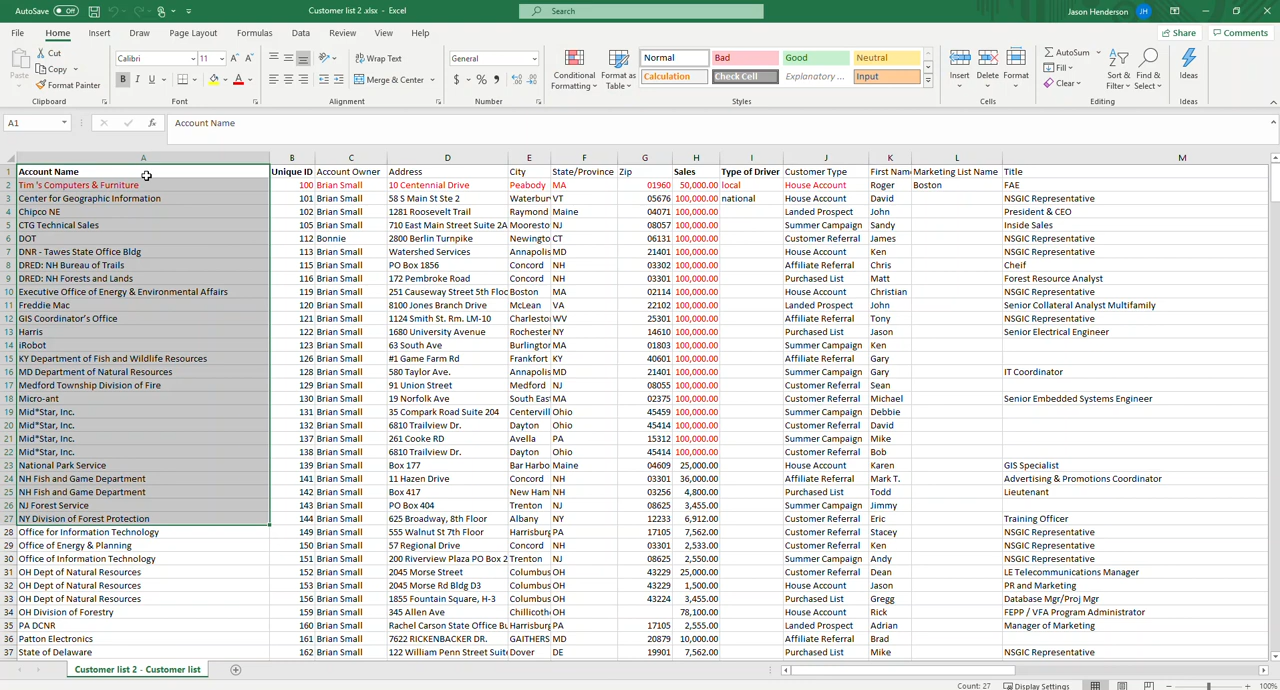 AutoSave Off Customer list 2 .xlsx - Excel Search Jason Henderson JH
File Home Insert Draw Page Layout Formulas Data Review View Help Share Comments
Cut Calibri 11 Wrap Text General Normal Bad Good Neutral AutoSum
Paste Copy Format Painter B I U Merge & Center $ % Conditional Formatting Format as Table Calculation Check Cell Explanatory ... Input Insert Delete Format Fill Clear Sort & Filter Find & Select Ideas
Clipboard Font Alignment Number Styles Cells Editing Ideas
A1 fx Account Name
A B C D E F G H I J K L M
1 Account Name Unique ID Account Owner Address City State/Province Zip Sales Type of Driver Customer Type First Name Marketing List Name Title
2 Tim 's Computers & Furniture 100 Brian Small 10 Centennial Drive Peabody MA 01960 50,000.00 local House Account Roger Boston FAE
3 Center for Geographic Information 101 Brian Small 58 S Main St Ste 2 Waterbur VT 05676 100,000.00 national House Account David NSGIC Representative
4 Chipco NE 102 Brian Small 1281 Roosevelt Trail Raymond Maine 04071 100,000.00 Landed Prospect John President & CEO
5 CTG Technical Sales 105 Brian Small 710 East Main Street Suite 2A Mooresto NJ 08057 100,000.00 Summer Campaign Sandy Inside Sales
6 DOT 112 Bonnie 2800 Berlin Turnpike Newingto CT 06131 100,000.00 Customer Referral James NSGIC Representative
7 DNR - Tawes State Office Bldg 113 Brian Small Watershed Services Annapolis MD 21401 100,000.00 House Account Ken NSGIC Representative
8 DRED: NH Bureau of Trails 115 Brian Small PO Box 1856 Concord NH 03302 100,000.00 Affiliate Referral Chris Cheif
9 DRED: NH Forests and Lands 116 Brian Small 172 Pembroke Road Concord NH 03301 100,000.00 Purchased List Matt Forest Resource Analyst
10 Executive Office of Energy & Environmental Affairs 119 Brian Small 251 Causeway Street 5th Floo Boston MA 02114 100,000.00 House Account Christian NSGIC Representative
11 Freddie Mac 120 Brian Small 8100 Jones Branch Drive McLean VA 22102 100,000.00 Landed Prospect John Senior Collateral Analyst Multifamily
12 GIS Coordinator's Office 121 Brian Small 1124 Smith St. Rm. LM-10 Charlesto WV 25301 100,000.00 Affiliate Referral Tony NSGIC Representative
13 Harris 122 Brian Small 1680 University Avenue Rochester NY 14610 100,000.00 Purchased List Jason Senior Electrical Engineer
14 iRobot 123 Brian Small 63 South Ave Burlington MA 01803 100,000.00 Summer Campaign Ken
15 KY Department of Fish and Wildlife Resources 126 Brian Small #1 Game Farm Rd Frankfort KY 40601 100,000.00 Affiliate Referral Gary
16 MD Department of Natural Resources 128 Brian Small 580 Taylor Ave. Annapolis MD 21401 100,000.00 Summer Campaign Gary IT Coordinator
17 Medford Township Division of Fire 129 Brian Small 91 Union Street Medford NJ 08055 100,000.00 Customer Referral Sean
18 Micro-ant 130 Brian Small 19 Norfolk Ave South Eas MA 02375 100,000.00 Customer Referral Michael Senior Embedded Systems Engineer
19 Mid*Star, Inc. 131 Brian Small 35 Compark Road Suite 204 Centervill Ohio 45459 100,000.00 Summer Campaign Debbie
20 Mid*Star, Inc. 132 Brian Small 6810 Trailview Dr. Dayton Ohio 45414 100,000.00 Customer Referral David
21 Mid*Star, Inc. 137 Brian Small 261 Cooke RD Avella PA 15312 100,000.00 Summer Campaign Mike
22 Mid*Star, Inc. 138 Brian Small 6810 Trailview Dr. Dayton Ohio 45414 100,000.00 Customer Referral Bob
23 National Park Service 139 Brian Small Box 177 Bar Harbo Maine 04609 25,000.00 House Account Karen GIS Specialist
24 NH Fish and Game Department 141 Brian Small 11 Hazen Drive Concord NH 03301 36,000.00 Affiliate Referral Mark T. Advertising & Promotions Coordinator
25 NH Fish and Game Department 142 Brian Small Box 417 New Ham NH 03256 4,800.00 Purchased List Todd Lieutenant
26 NJ Forest Service 143 Brian Small PO BOX 404 Trenton NJ 08628 3,455.00 Summer Campaign Jimmy
27 NY Division of Forest Protection 144 Brian Small 625 Broadway, 8th Floor Albany NY 12233 6,912.00 Customer Referral Eric Training Officer
28 Office for Information Technology 149 Brian Small 555 Walnut St 7th Floor Harrisburg PA 17105 7,562.00 Customer Referral Stacey NSGIC Representative
29 Office of Energy & Planning 150 Brian Small 57 Regional Drive Concord NH 03301 2,533.00 Customer Referral Ken NSGIC Representative
30 Office of Information Technology 151 Brian Small 200 Riverview Plaza PO Box 2 Trenton NJ 08625 2,550.00 Summer Campaign Andy NSGIC Representative
31 OH Dept of Natural Resources 152 Brian Small 2045 Morse Street Columbus OH 43229 25,000.00 Customer Referral Dean LE Telecommunications Manager
32 OH Dept of Natural Resources 153 Brian Small 2045 Morse Rd Bldg D3 Columbus OH 43229 1,500.00 House Account Jason PR and Marketing
33 OH Dept of Natural Resources 156 Brian Small 1855 Fountain Square, H-3 Columbus OH 43224 3,455.00 Purchased List Gregg Database Mgr/Proj Mgr
34 OH Division of Forestry 159 Brian Small 345 Allen Ave Chillicoth OH 78,100.00 House Account Rick FEPP / VFA Program Administrator
35 PA DCNR 160 Brian Small Rachel Carson State Office Bu Harrisburg PA 17105 2,555.00 Landed Prospect Adrian Manager of Marketing
36 Patton Electronics 161 Brian Small 7622 RICKENBACKER DR. GAITHERS MD 20879 10,000.00 Affiliate Referral Brad
37 State of Delaware 162 Brian Small 122 William Penn Street Suite Dover DE 19901 7,562.00 Purchased List Mike NSGIC Representative
Customer list 2 - Customer list
Count: 27 Display Settings 100%